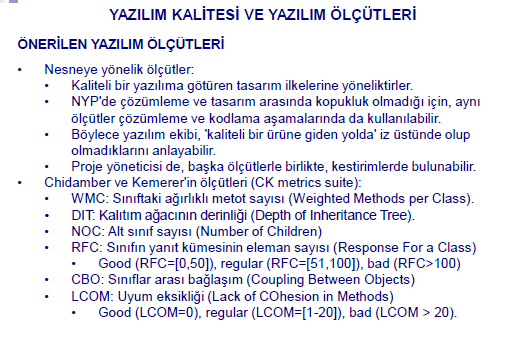 YAZILIM KALİTESİ VE YAZILIM ÖLÇÜTLERİ
ÖNERİLEN YAZILIM ÖLÇÜTLERİ
• Nesneye yönelik ölçütler:
• Kaliteli bir yazılıma götüren tasarım ilkelerine yöneliktirler.
• NYP'de çözümleme ve tasarım arasında kopukluk olmadığı için, aynı
ölçütler çözümleme ve kodlama aşamalarında da kullanılabilir.
• Böylece yazılım ekibi, 'kaliteli bir ürüne giden yolda' iz üstünde olup
olmadıklarını anlayabilir.
• Proje yöneticisi de, başka ölçütlerle birlikte, kestirimlerde bulunabilir.
• Chidamber ve Kemerer'in ölçütleri (CK metrics suite):
• WMC: Sınıftaki ağırlıklı metot sayısı (Weighted Methods per Class).
• DIT: Kalıtım ağacının derinliği (Depth of Inheritance Tree).
• NOC: Alt sınıf sayısı (Number of Children)
• RFC: Sınıfın yanıt kümesinin eleman sayısı (Response For a Class)
• Good (RFC=[0,50]), regular (RFC=[51,100]), bad (RFC>100)
• CBO: Sınıflar arası bağlaşım (Coupling Between Objects)
• LCOM: Uyum eksikliği (Lack of COhesion in Methods)
• Good (LCOM=0), regular (LCOM=[1-20]), bad (LCOM > 20).